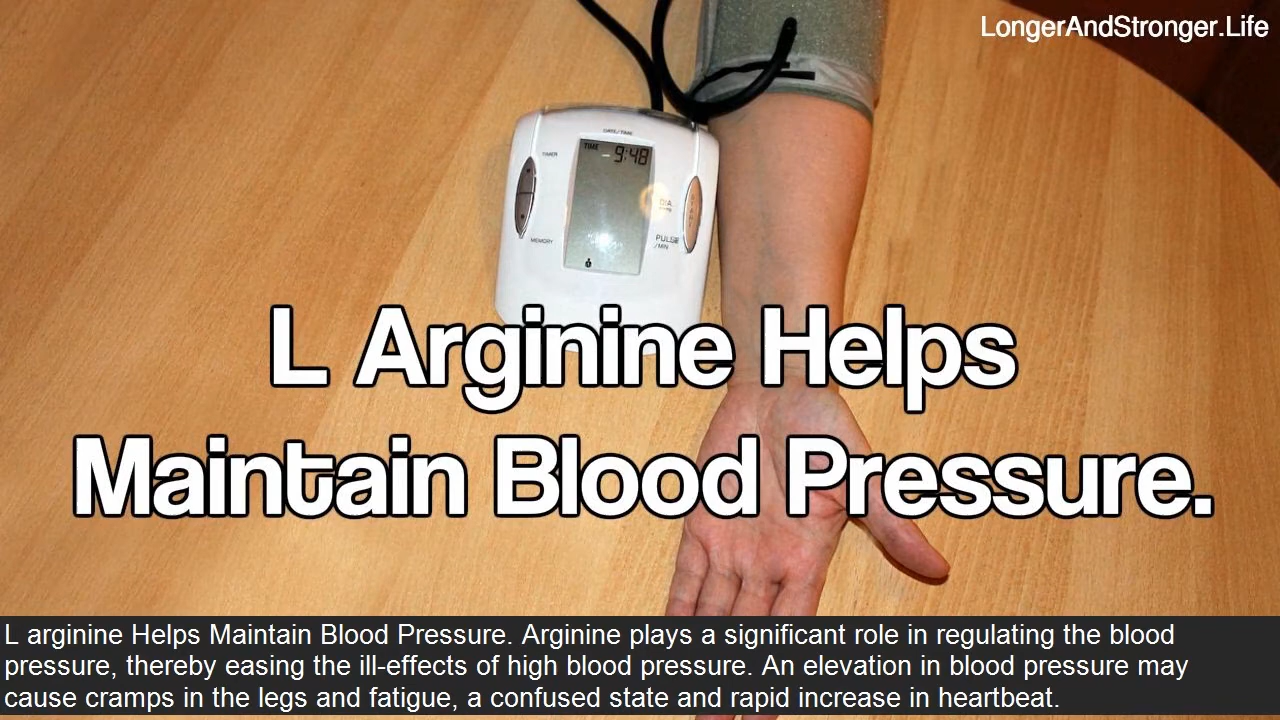 LongerAndStronger.Life
DATE/TIME
TIME
9:48
TIMER
DIA.
START
MEMORY
PULSE
/MIN
L Arginine Helps
Maintain Blood Pressure.
L arginine Helps Maintain Blood Pressure. Arginine plays a significant role in regulating the blood
pressure, thereby easing the ill-effects of high blood pressure. An elevation in blood pressure may
cause cramps in the legs and fatigue, a confused state and rapid increase in heartbeat.